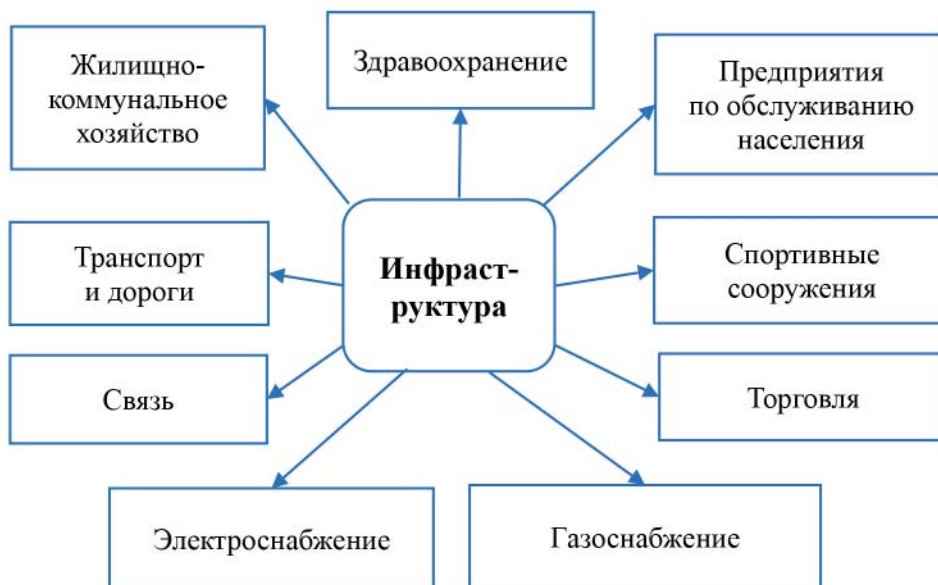 Жилищно-
коммунальное
хозяйство
Здравоохранение
Предприятия
по обслуживанию
населения
Транспорт
и дороги
Инфраст-
руктура
Спортивные
сооружения
Связь
Торговля
Электроснабжение
Газоснабжение